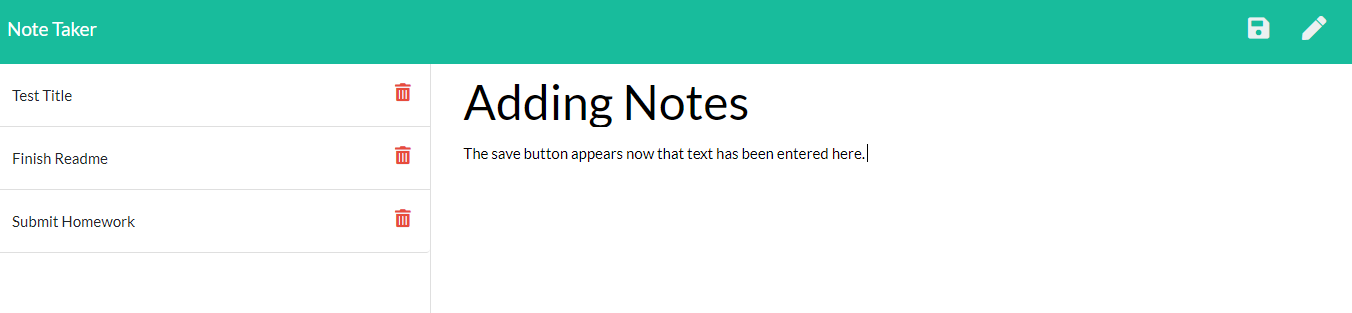 Note Taker
Test Title
Finish Readme
Submit Homework
Adding Notes
The save button appears now that text has been entered here.